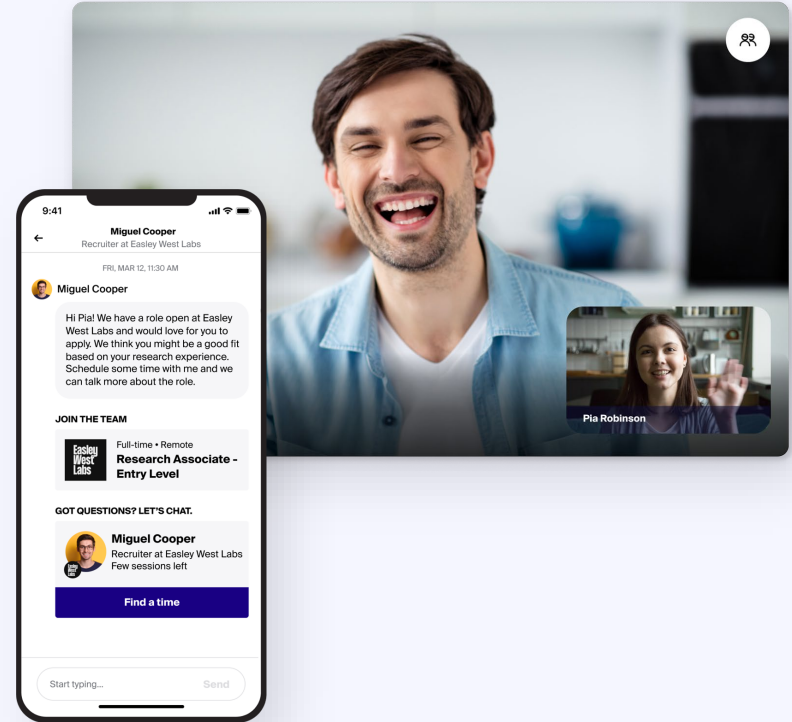 9:41
Miguel Cooper
Recruiter at Easley West Labs
FRI, MAR 12, 11:30 AM
Miguel Cooper
Hi Pia! We have a role open at Easley
West Labs and would love for you to
apply. We think you might be a good fit
based on your research experience.
Schedule some time with me and we
can talk more about the role.
JOIN THE TEAM
Easley
West
Labs
Full-time • Remote
Research Associate -
Entry Level
GOT QUESTIONS? LET'S CHAT.
Miguel Cooper
Recruiter at Easley West Labs
Few sessions left
Easley
West
Labs
Find a time
Start typing...
Send
Pia Robinson